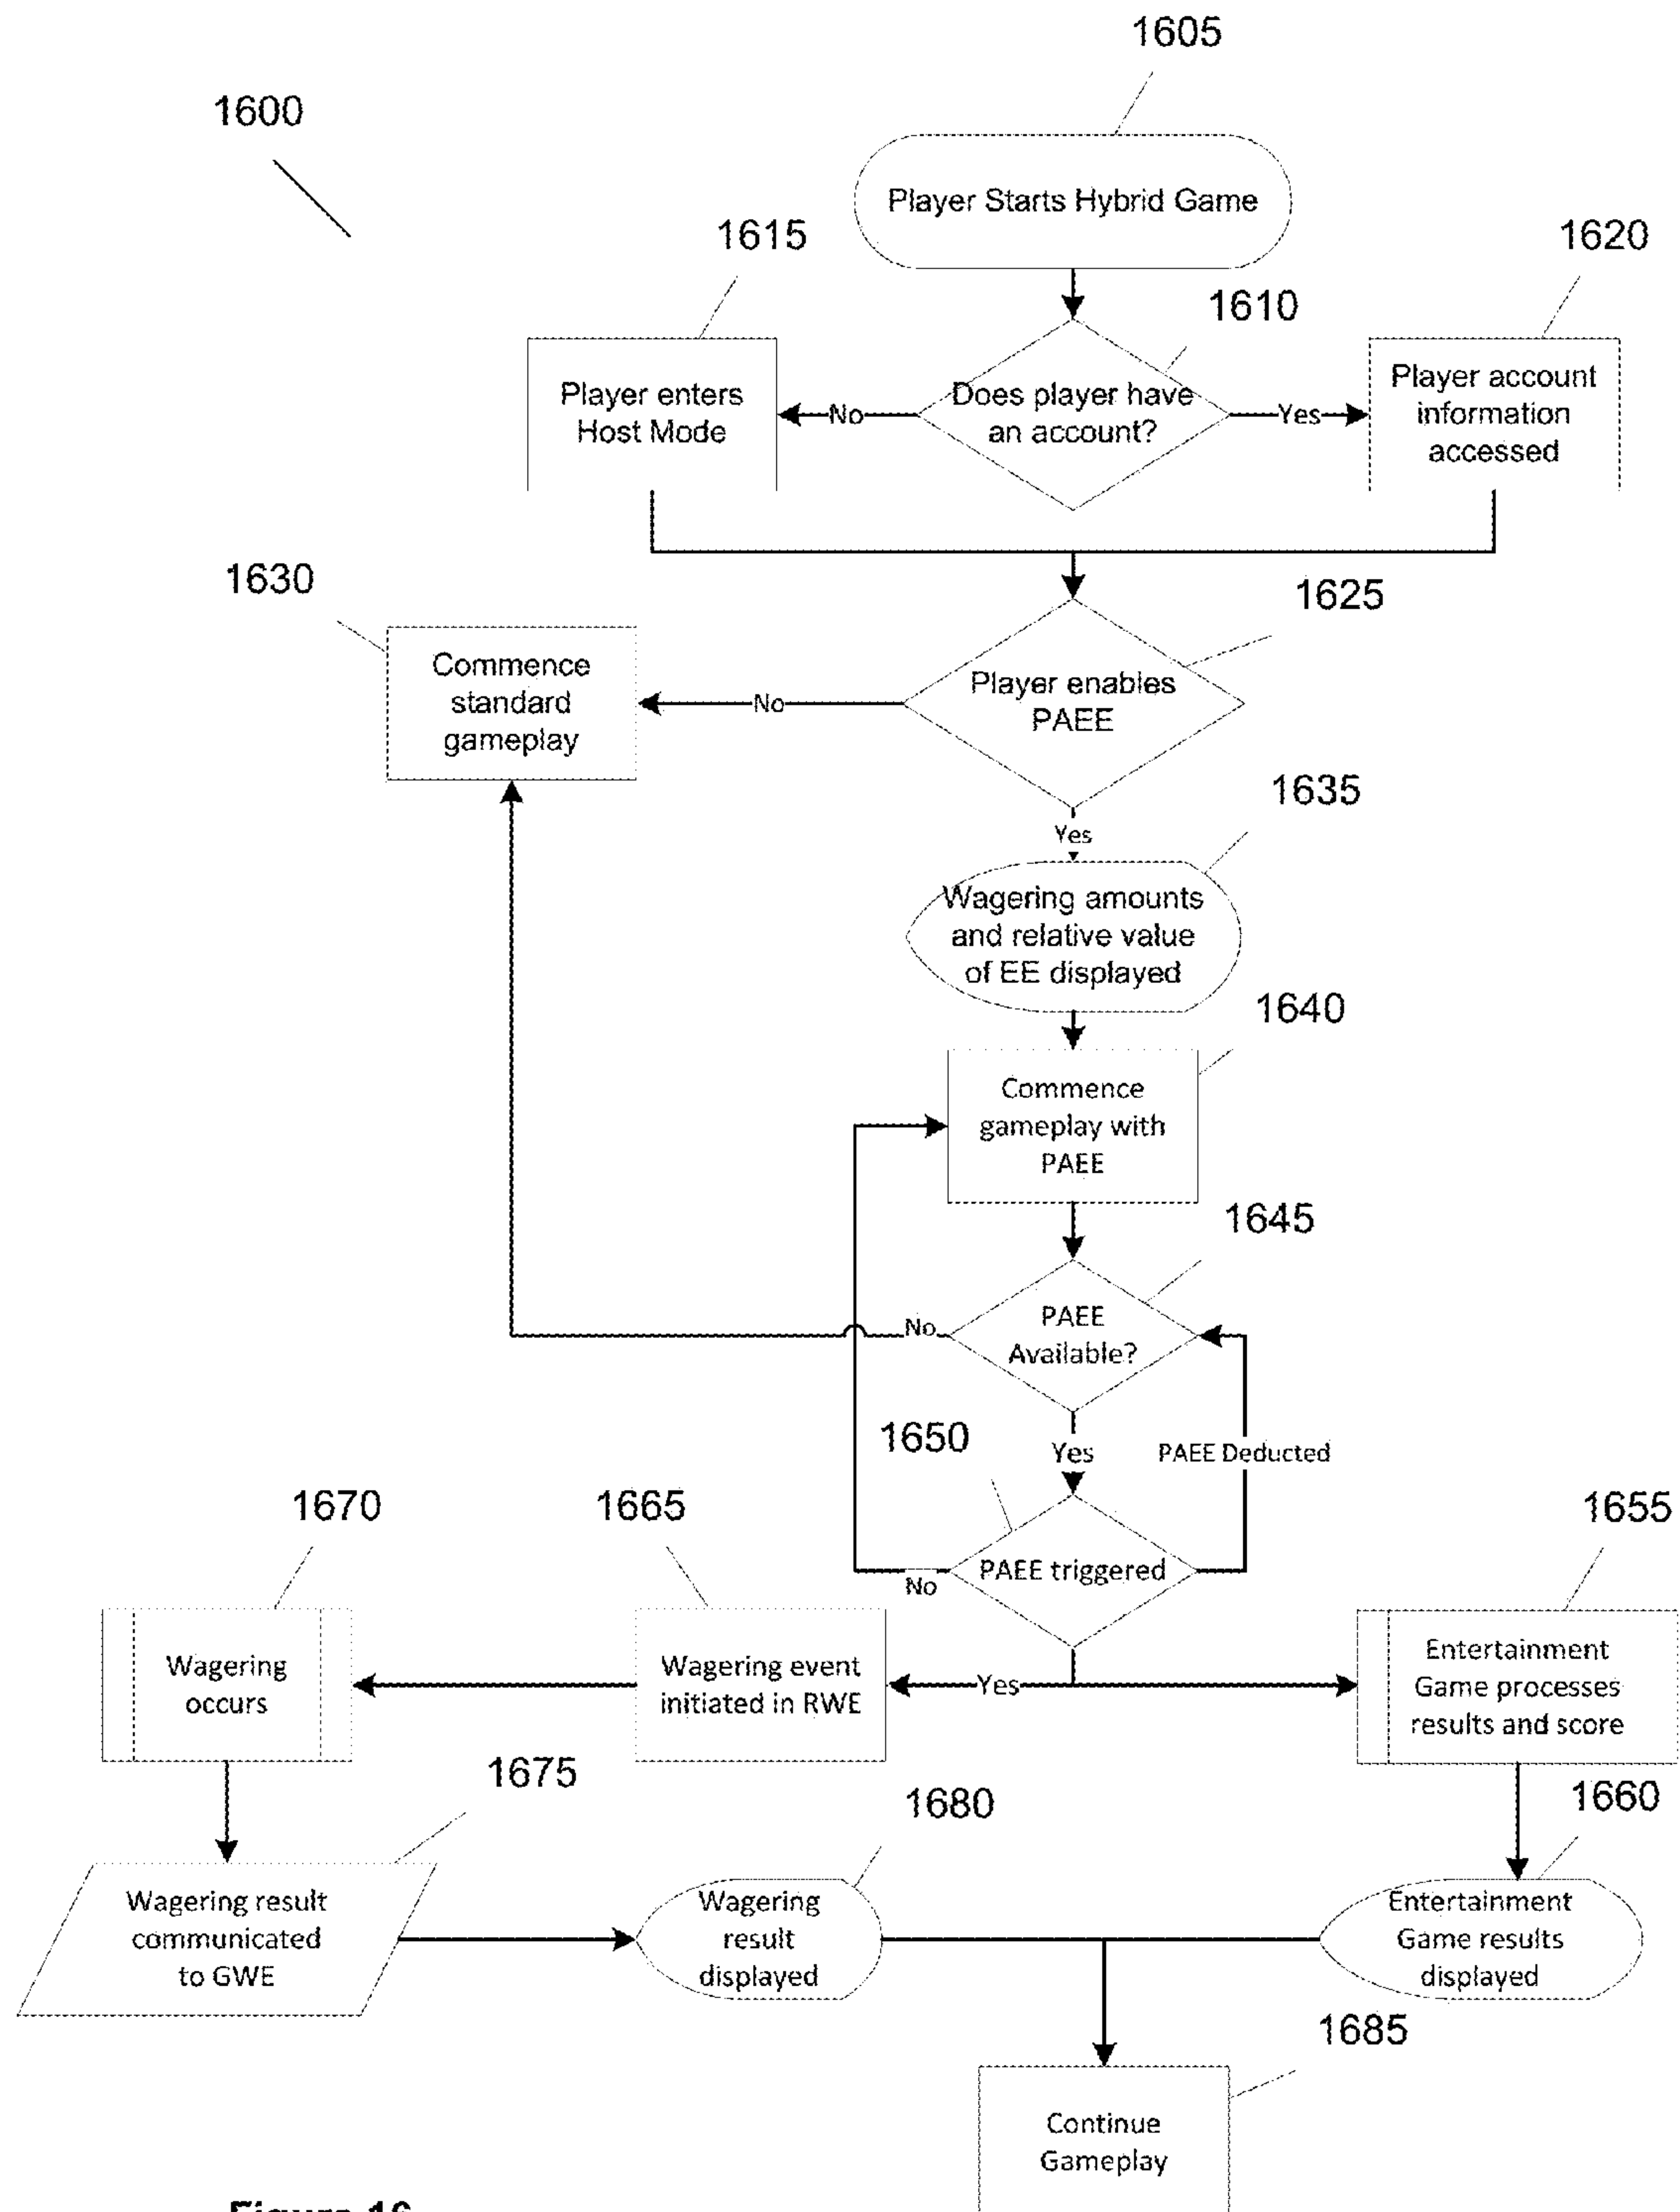 1605
1600
Player Starts Hybrid Game
1615
1620
1610
Player enters
Host Mode
No
Does player have
an account?
Yes
Player account
information
accessed
1630
1625
Commence
standard
gameplay
No
Player enables
PAEE
1635
Yes
Wagering amounts
and relative value
of EE displayed
1640
Commence
gameplay with
PAEE
1645
No
PAEE
Available?
1650
Yes
PAEE Deducted
1670
1665
1655
PAEE triggered
No
Wagering
occurs
Wagering event
initiated in RWE
Yes
Entertainment
Game processes
results and score
1675
1680
1660
Wagering result
communicated
to GWE
Wagering
result
displayed
Entertainment
Game results
displayed
1685
Continue
Gameplay
Figure 16